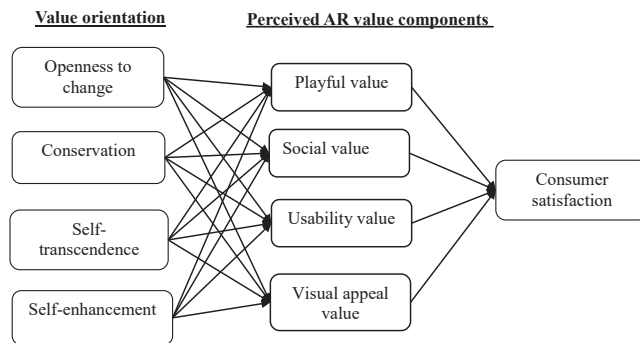 Value orientation
Perceived AR value components
Openness to
change
Conservation
Self-
transcendence
Self-enhancement
Playful value
Social value
Usability value
Visual appeal
value
Consumer
satisfaction